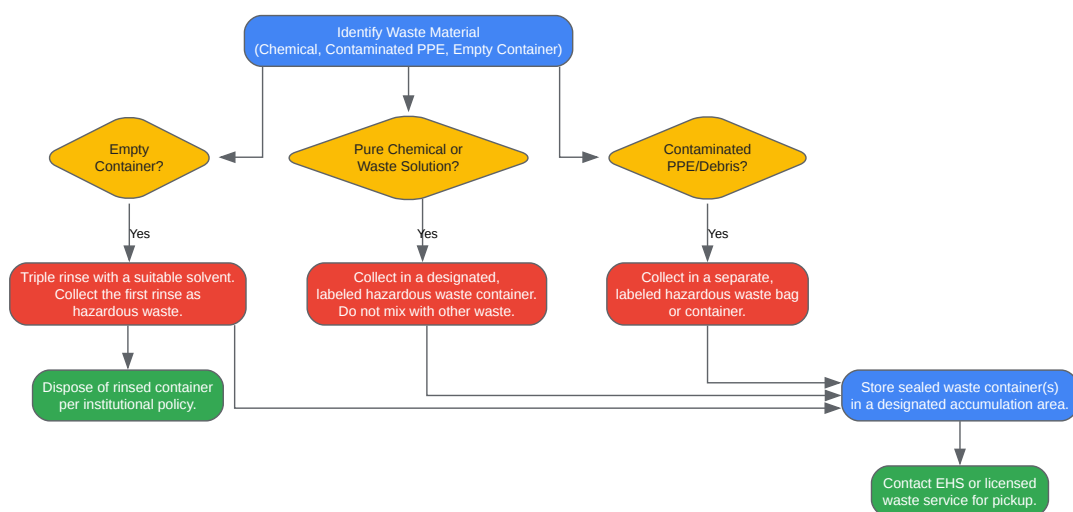 Identify Waste Material
(Chemical, Contaminated PPE, Empty Container)
Empty
Container?
Pure Chemical or
Waste Solution?
Contaminated
PPE/Debris?
Yes
Yes
Yes
Triple rinse with a suitable solvent.
Collect the first rinse as
hazardous waste.
Collect in a designated,
labeled hazardous waste container.
Do not mix with other waste.
Collect in a separate,
labeled hazardous waste bag
or container.
Dispose of rinsed container
per institutional policy.
Store sealed waste container(s)
in a designated accumulation area.
Contact EHS or licensed
waste service for pickup.